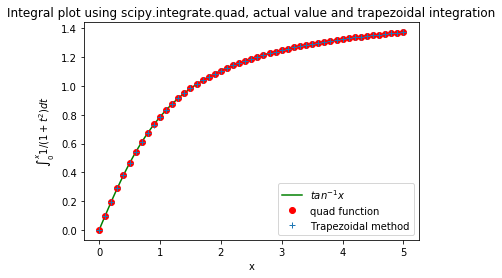 Integral plot using scipy.integrate.quad, actual value and trapezoidal integration
1.4
1.2
1.0
0.8
0.6
0.4
0.2
0.0
∫₀ˣ1/(1 + t²)dt
tan⁻¹x
quad function
Trapezoidal method
0 1 2 3 4 5
x